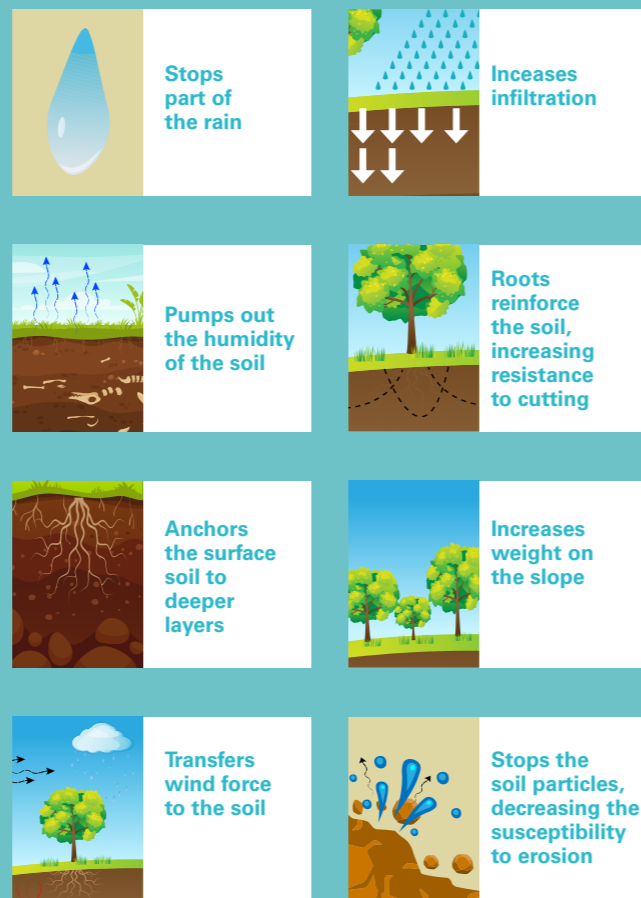 Stops
part of
the rain
Inceases
infiltration
Pumps out
the humidity
of the soil
Roots
reinforce
the soil,
increasing
resistance
to cutting
Anchors
the surface
soil to
deeper
layers
Increases
weight on
the slope
Transfers
wind force
to the soil
Stops the
soil particles,
decreasing the
susceptibility
to erosion